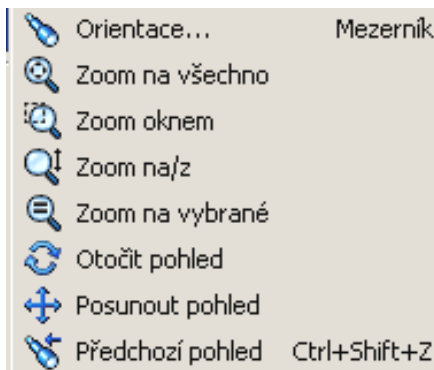 Orientace... Mezerník
Zoom na všechno
Zoom oknem
Zoom na/z
Zoom na vybrané
Otočit pohled
Posunout pohled
Předchozí pohled Ctrl+Shift+Z